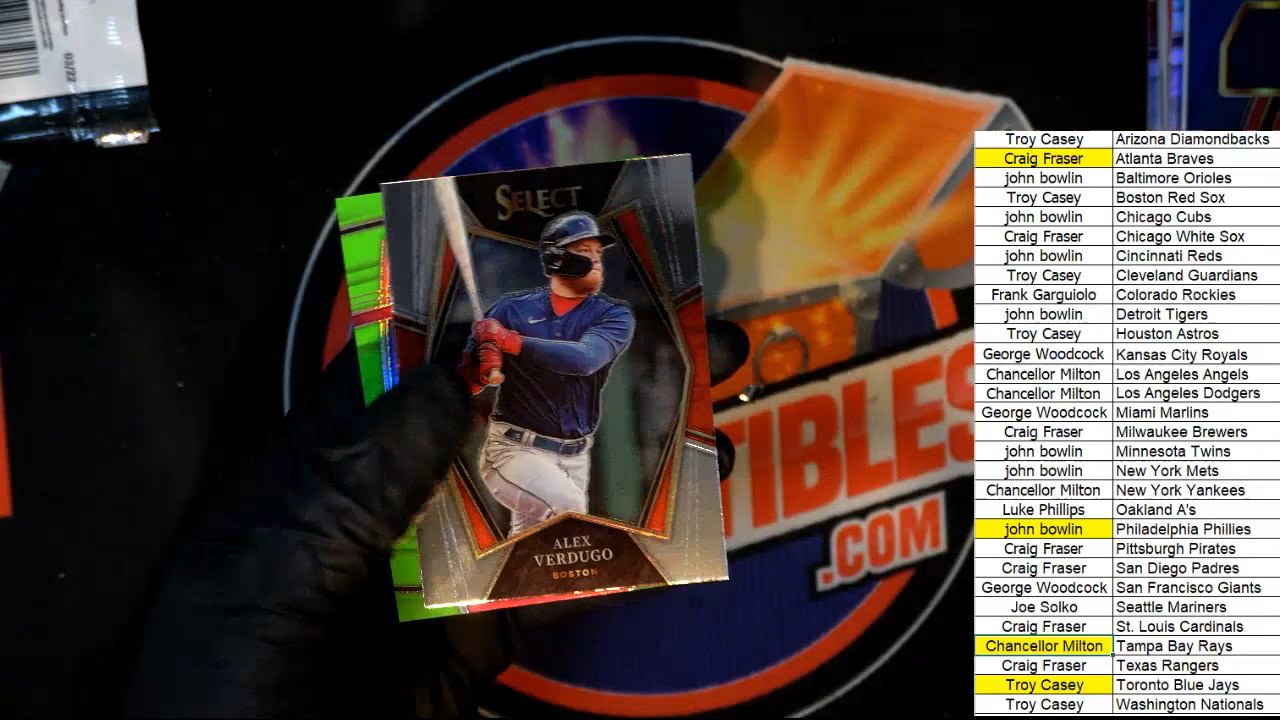 03/22
SELECT
ALEX
VERDUGO
BOSTON
TIBLES
.COM
Troy Casey Arizona Diamondbacks
Craig Fraser Atlanta Braves
john bowlin Baltimore Orioles
Troy Casey Boston Red Sox
john bowlin Chicago Cubs
Craig Fraser Chicago White Sox
john bowlin Cincinnati Reds
Troy Casey Cleveland Guardians
Frank Garguiolo Colorado Rockies
john bowlin Detroit Tigers
Troy Casey Houston Astros
George Woodcock Kansas City Royals
Chancellor Milton Los Angeles Angels
Chancellor Milton Los Angeles Dodgers
George Woodcock Miami Marlins
Craig Fraser Milwaukee Brewers
john bowlin Minnesota Twins
john bowlin New York Mets
Chancellor Milton New York Yankees
Luke Phillips Oakland A's
john bowlin Philadelphia Phillies
Craig Fraser Pittsburgh Pirates
Craig Fraser San Diego Padres
George Woodcock San Francisco Giants
Joe Solko Seattle Mariners
Craig Fraser St. Louis Cardinals
Chancellor Milton Tampa Bay Rays
Craig Fraser Texas Rangers
Troy Casey Toronto Blue Jays
Troy Casey Washington Nationals